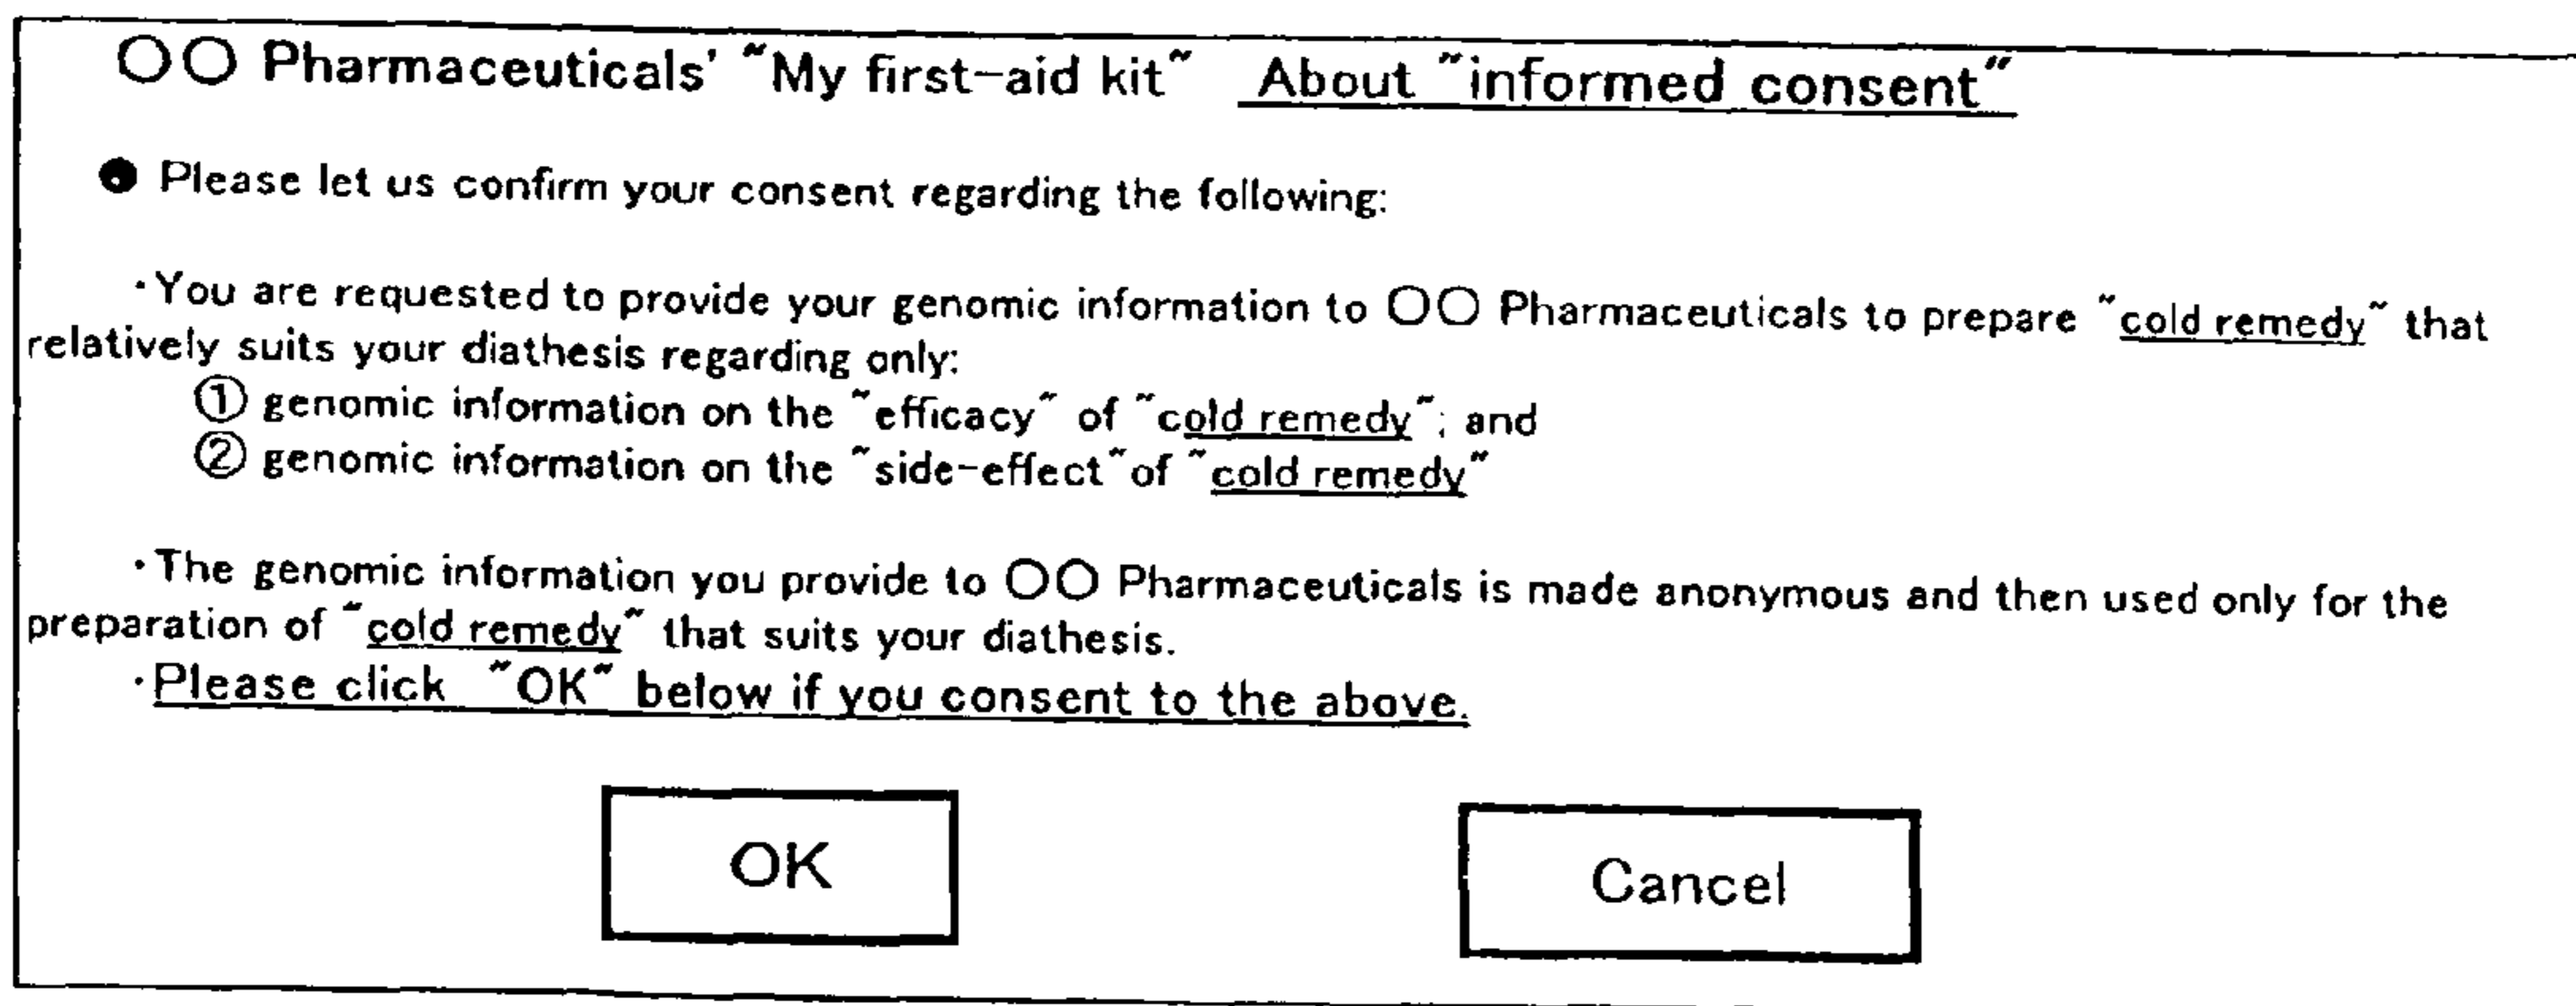 ○○ Pharmaceuticals' "My first-aid kit" About "informed consent"
● Please let us confirm your consent regarding the following:
・You are requested to provide your genomic information to ○○ Pharmaceuticals to prepare "cold remedy" that
relatively suits your diathesis regarding only:
① genomic information on the "efficacy" of "cold remedy"; and
② genomic information on the "side-effect"of "cold remedy"
・The genomic information you provide to ○○ Pharmaceuticals is made anonymous and then used only for the
preparation of "cold remedy" that suits your diathesis.
・Please click "OK" below if you consent to the above.
OK
Cancel